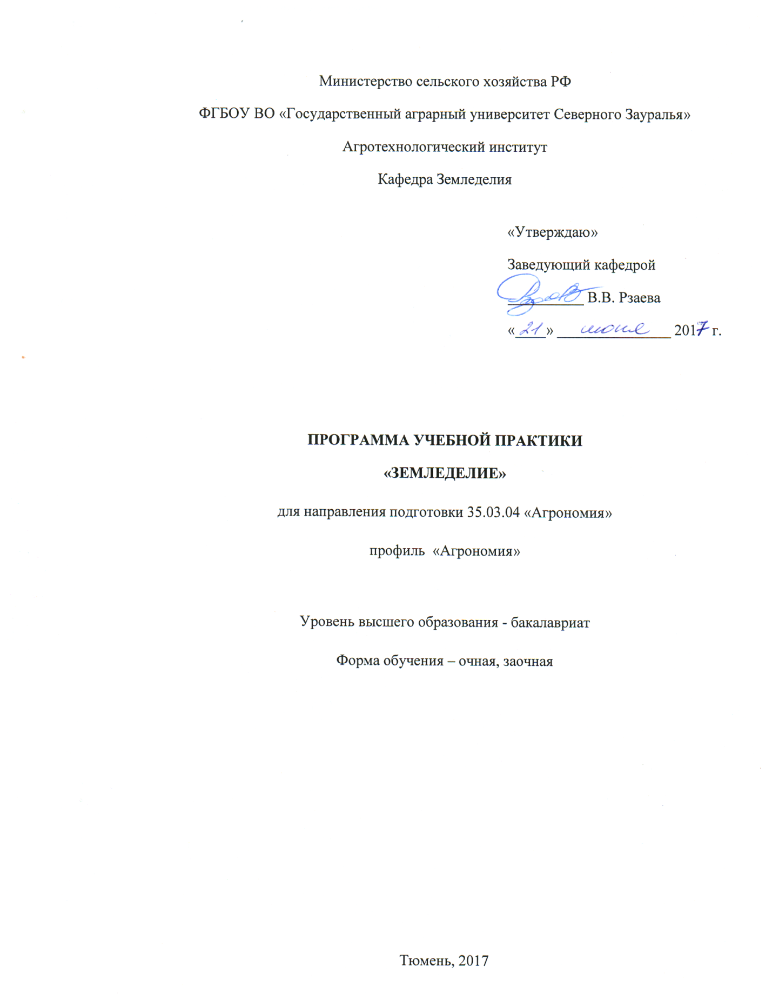 Министерство сельского хозяйства РФ
ФГБОУ ВО «Государственный аграрный университет Северного Зауралья»
Агротехнологический институт
Кафедра Земледелия
«Утверждаю»
Заведующий кафедрой
В.В. Рзаева
«21» июня 2017 г.
ПРОГРАММА УЧЕБНОЙ ПРАКТИКИ
«ЗЕМЛЕДЕЛИЕ»
для направления подготовки 35.03.04 «Агрономия»
профиль «Агрономия»
Уровень высшего образования - бакалавриат
Форма обучения – очная, заочная
Тюмень, 2017